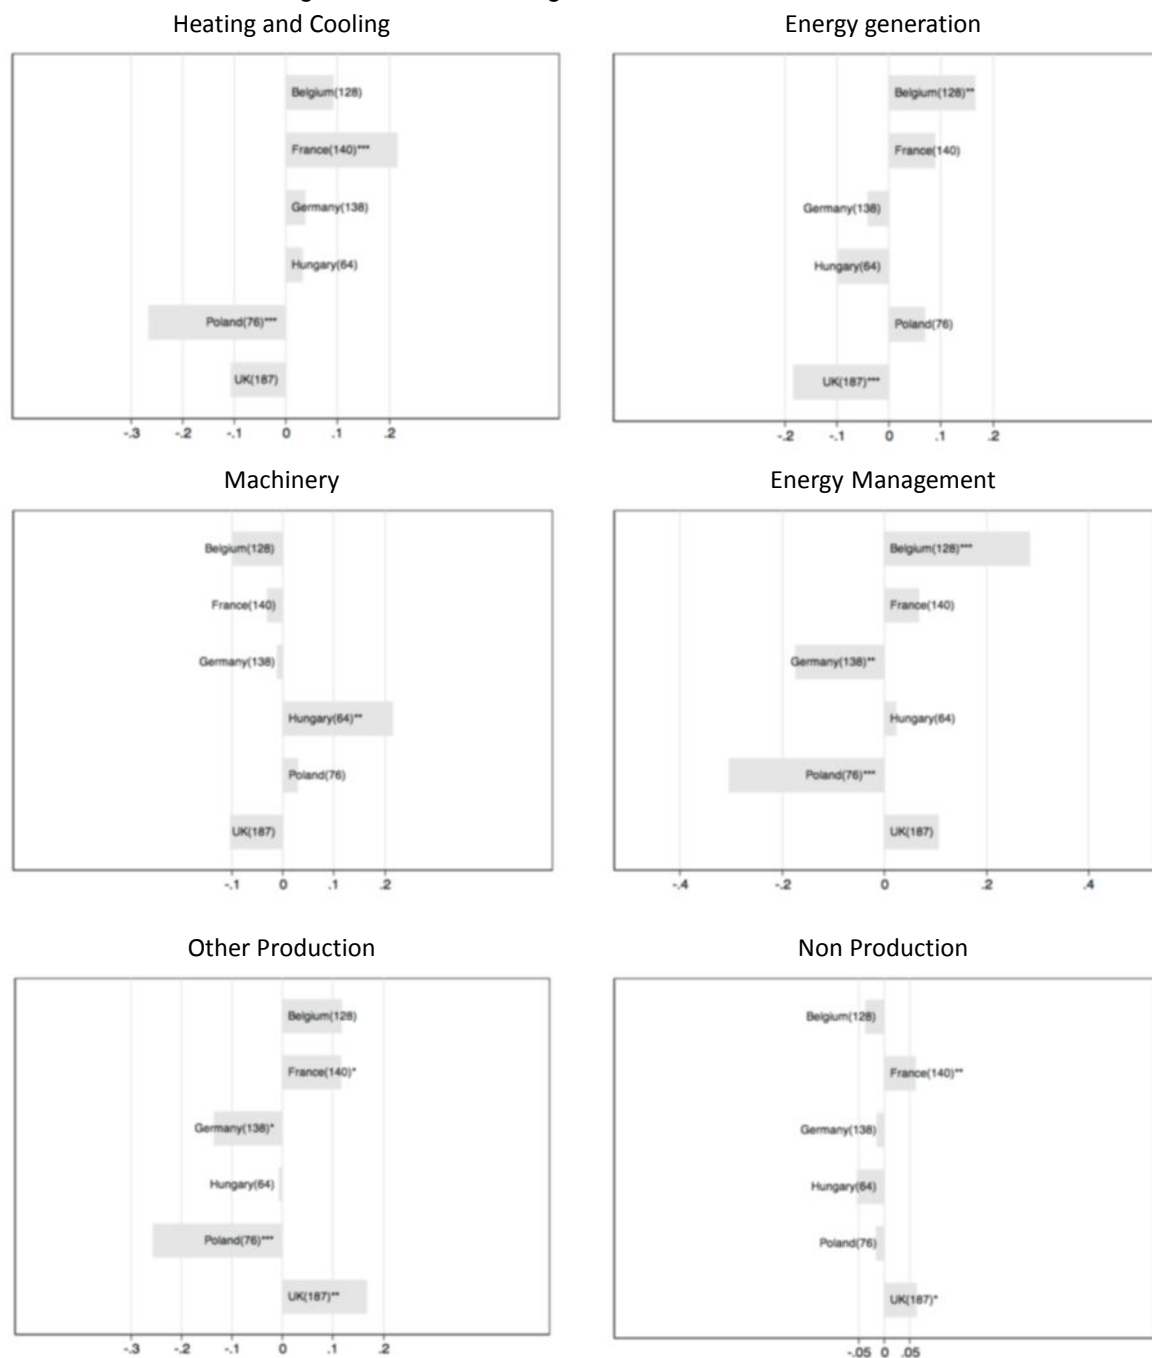 Heating and Cooling
Belgium(128)
France(140)***
Germany(138)
Hungary(64)
Poland(76)***
UK(187)
-.3 -.2 -.1 0 .1 .2
Energy generation
Belgium(128)**
France(140)
Germany(138)
Hungary(64)
Poland(76)
UK(187)***
-.2 -.1 0 .1 .2
Machinery
Belgium(128)
France(140)
Germany(138)
Hungary(64)**
Poland(76)
UK(187)
-.1 0 .1 .2
Energy Management
Belgium(128)***
France(140)
Germany(138)**
Hungary(64)
Poland(76)***
UK(187)
-.4 -.2 0 .2 .4
Other Production
Belgium(128)
France(140)*
Germany(138)*
Hungary(64)
Poland(76)***
UK(187)**
-.3 -.2 -.1 0 .1 .2
Non Production
Belgium(128)
France(140)**
Germany(138)
Hungary(64)
Poland(76)
UK(187)*
-.05 0 .05